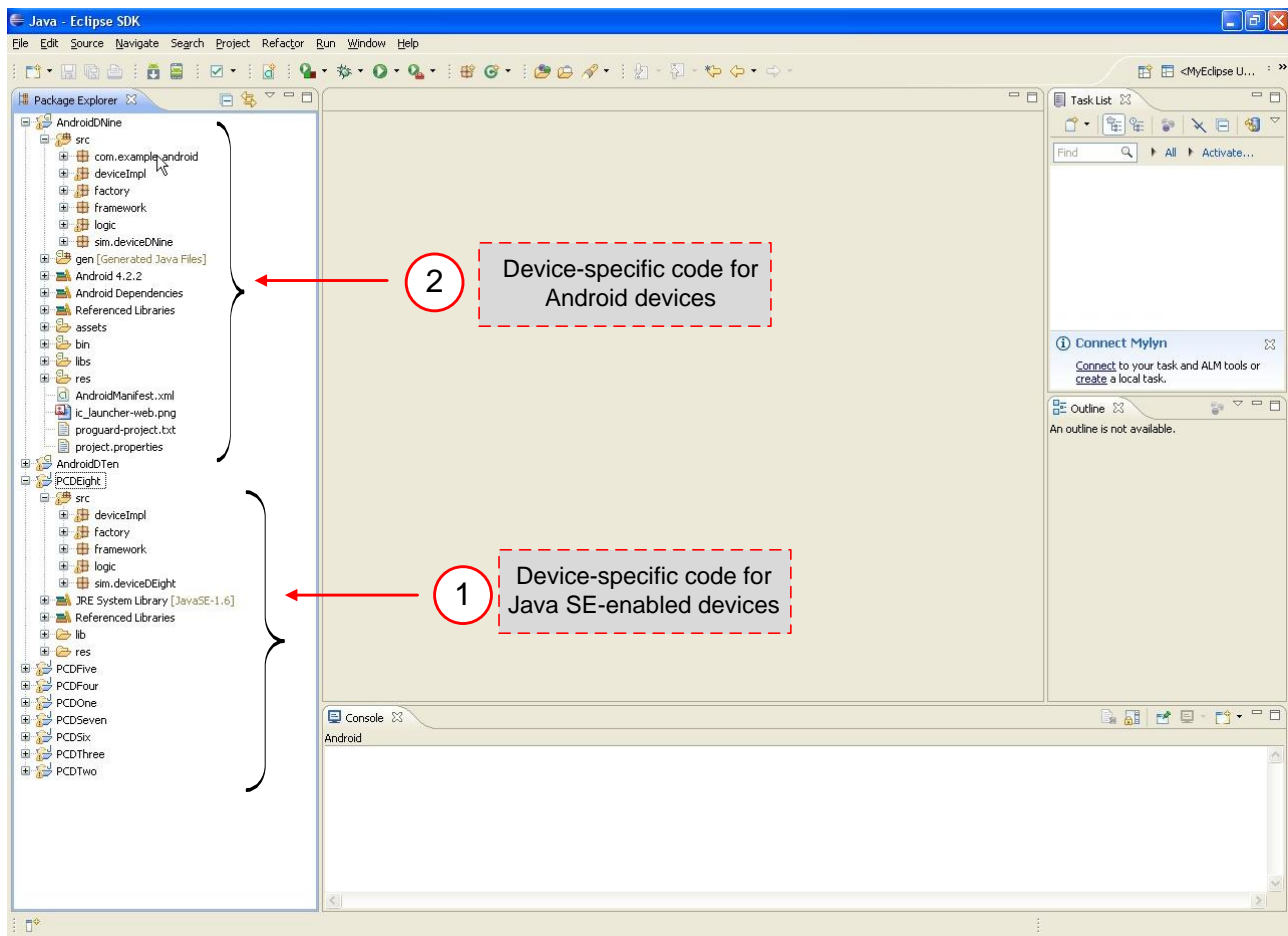 Java - Eclipse SDK
File Edit Source Navigate Search Project Refactor Run Window Help
<MyEclipse U... »
Package Explorer
AndroidDNine
src
com.example.android
deviceImpl
factory
framework
logic
sim.deviceDNine
gen [Generated Java Files]
Android 4.2.2
Android Dependencies
Referenced Libraries
assets
bin
libs
res
AndroidManifest.xml
ic_launcher-web.png
proguard-project.txt
project.properties
AndroidDTen
PCDEight
src
deviceImpl
factory
framework
logic
sim.deviceDEight
JRE System Library [JavaSE-1.6]
Referenced Libraries
lib
res
PCDFive
PCDFour
PCDOne
PCDSeven
PCDSix
PCDThree
PCDTwo
2
Device-specific code for
Android devices
1
Device-specific code for
Java SE-enabled devices
Task List
Find All Activate...
Connect Mylyn
Connect to your task and ALM tools or
create a local task.
Outline
An outline is not available.
Console
Android